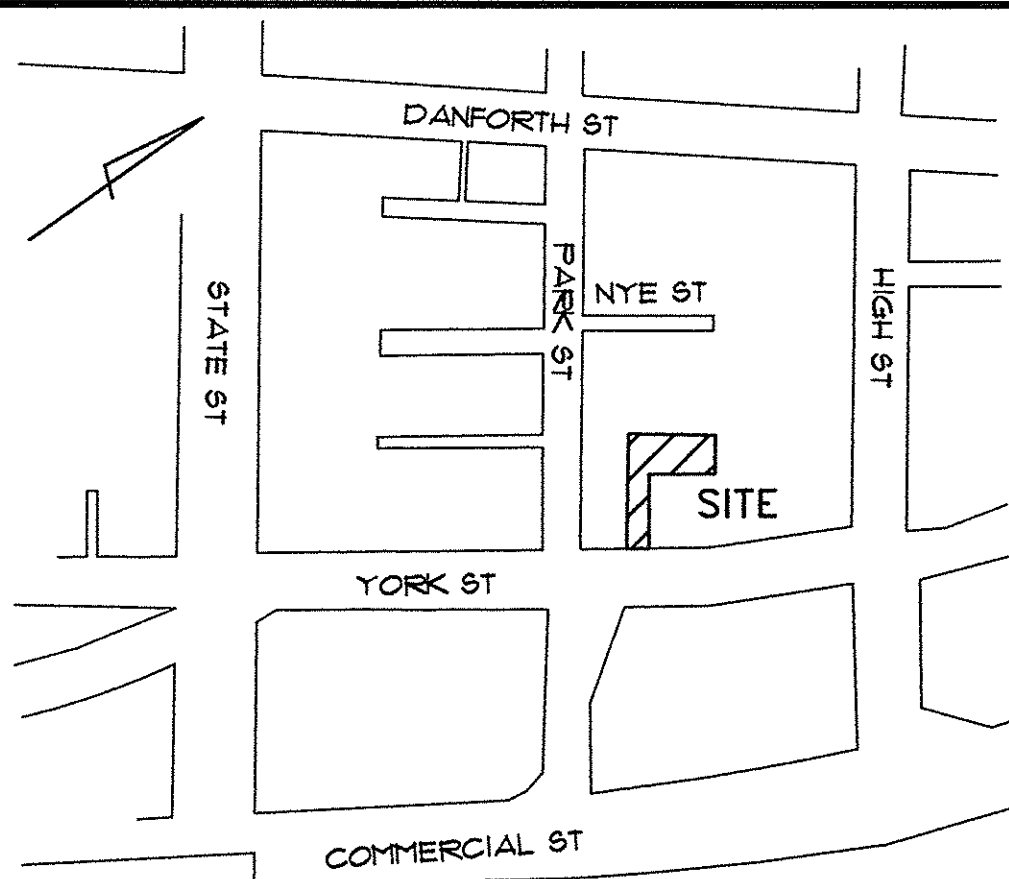 DANFORTH ST
PARK ST
NYE ST
HIGH ST
STATE ST
SITE
YORK ST
COMMERCIAL ST